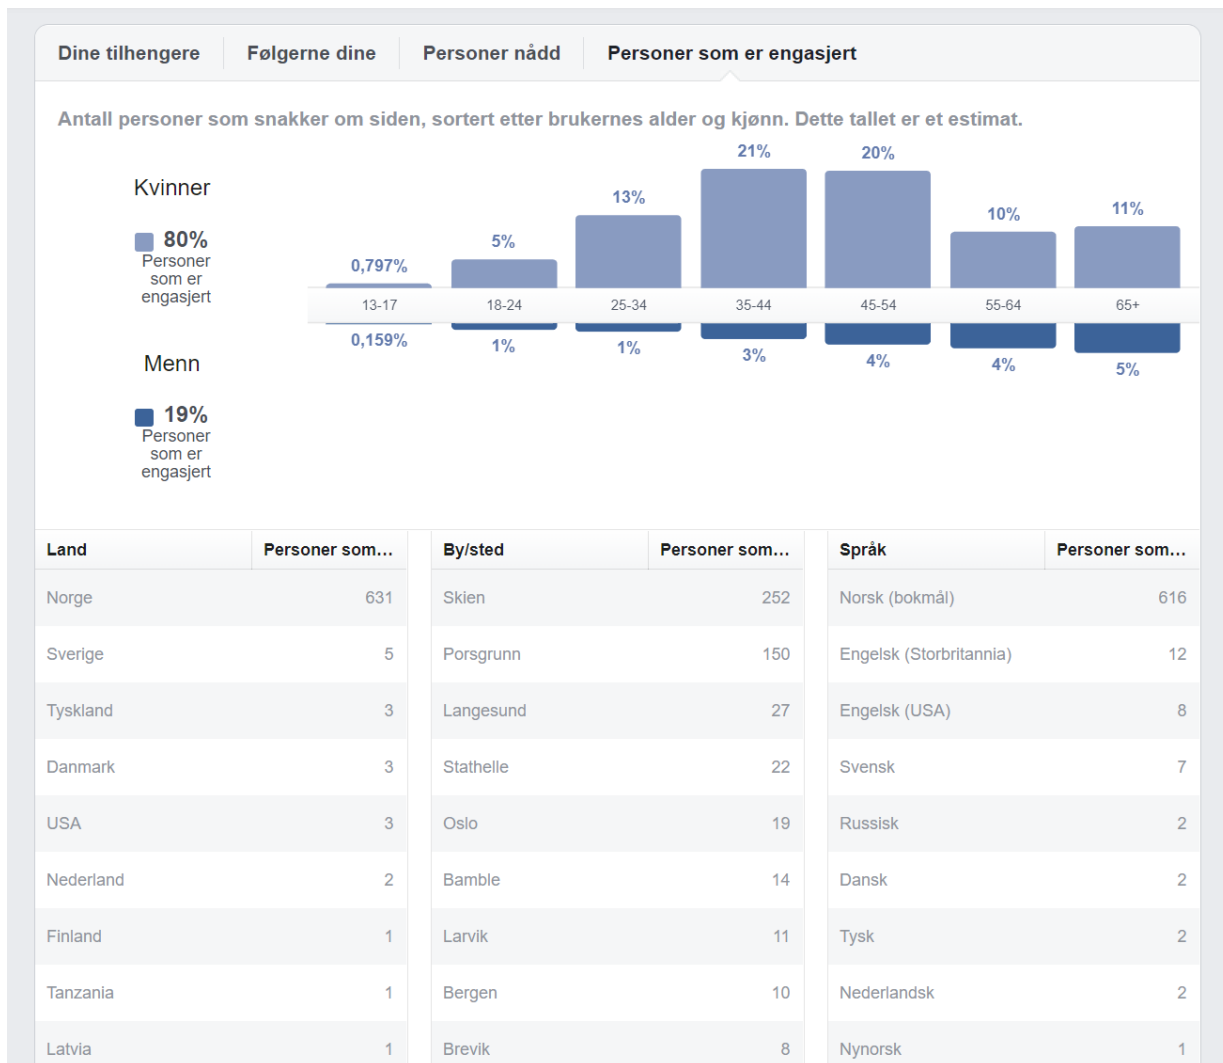 Dine tilhengere Følgerne dine Personer nådd Personer som er engasjert
Antall personer som snakker om siden, sortert etter brukernes alder og kjønn. Dette tallet er et estimat.
Kvinner
80%
Personer
som er
engasjert
0,797% 5% 13% 21% 20% 10% 11%
13-17 18-24 25-34 35-44 45-54 55-64 65+
0,159% 1% 1% 3% 4% 4% 5%
Menn
19%
Personer
som er
engasjert
Land Personer som... By/sted Personer som... Språk Personer som...
Norge 631 Skien 252 Norsk (bokmål) 616
Sverige 5 Porsgrunn 150 Engelsk (Storbritannia) 12
Tyskland 3 Langesund 27 Engelsk (USA) 8
Danmark 3 Stathelle 22 Svensk 7
USA 3 Oslo 19 Russisk 2
Nederland 2 Bamble 14 Dansk 2
Finland 1 Larvik 11 Tysk 2
Tanzania 1 Bergen 10 Nederlandsk 2
Latvia 1 Brevik 8 Nynorsk 1